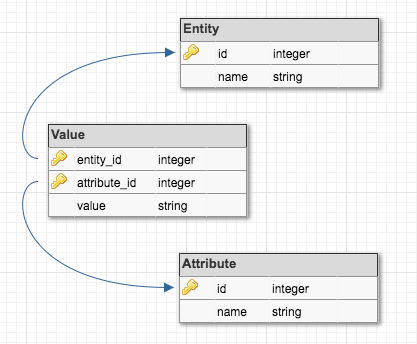 Entity
id integer
name string
Value
entity_id integer
attribute_id integer
value string
Attribute
id integer
name string